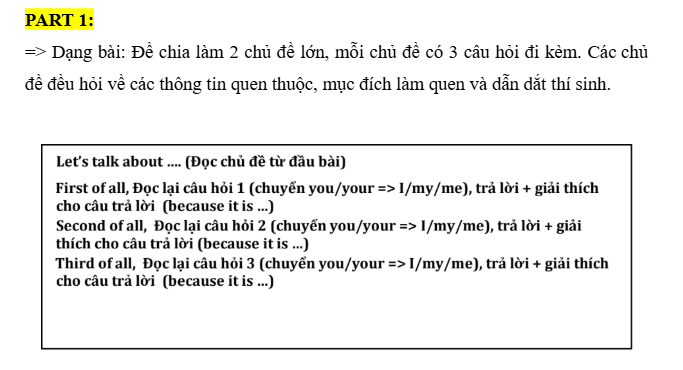 PART 1:
=> Dạng bài: Đề chia làm 2 chủ đề lớn, mỗi chủ đề có 3 câu hỏi đi kèm. Các chủ
đề đều hỏi về các thông tin quen thuộc, mục đích làm quen và dẫn dắt thí sinh.
Let's talk about .... (Đọc chủ đề từ đầu bài)
First of all, Đọc lại câu hỏi 1 (chuyển you/your => I/my/me), trả lời + giải thích
cho câu trả lời (because it is ...)
Second of all, Đọc lại câu hỏi 2 (chuyển you/your => I/my/me), trả lời + giải
thích cho câu trả lời (because it is ...)
Third of all, Đọc lại câu hỏi 3 (chuyển you/your => I/my/me), trả lời + giải thích
cho câu trả lời (because it is ...)